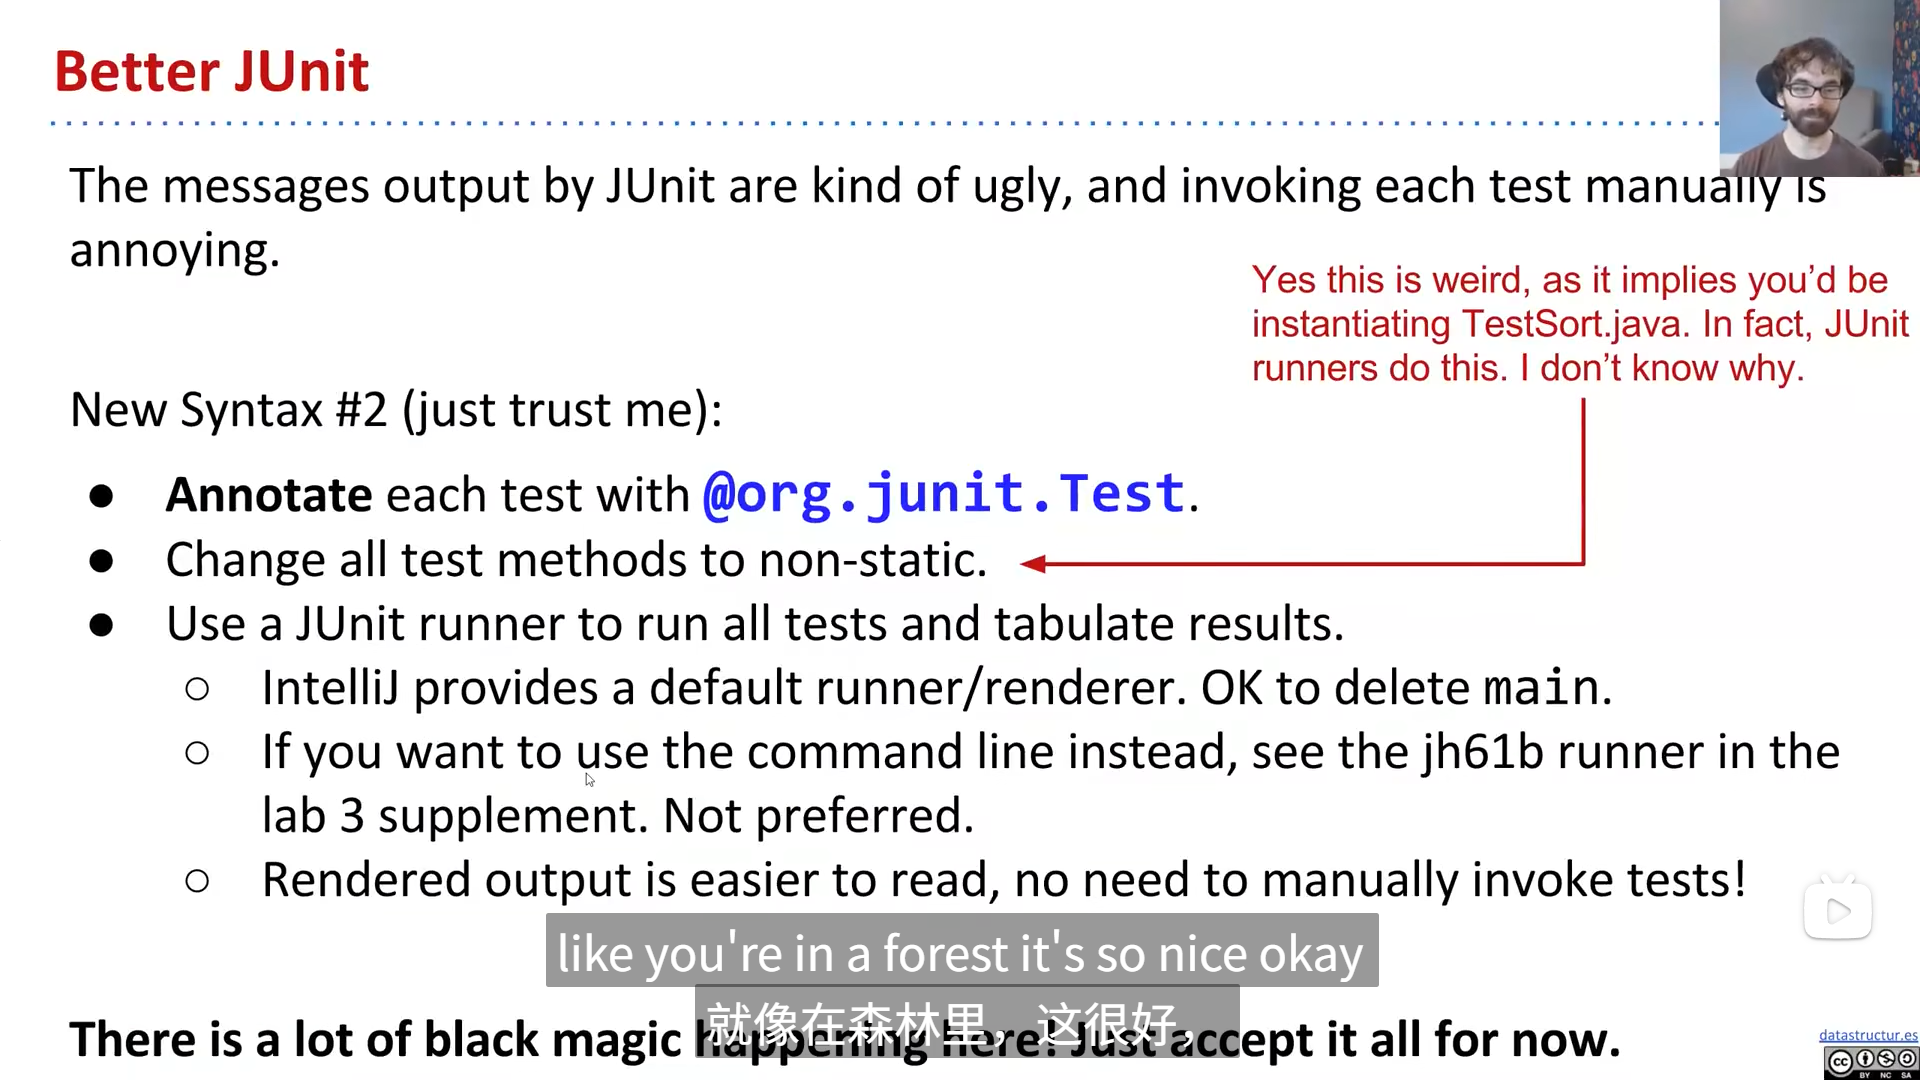 Better JUnit
The messages output by JUnit are kind of ugly, and invoking each test manually is
annoying.
Yes this is weird, as it implies you’d be
instantiating TestSort.java. In fact, JUnit
runners do this. I don’t know why.
New Syntax #2 (just trust me):
● Annotate each test with @org.junit.Test.
● Change all test methods to non-static.
● Use a JUnit runner to run all tests and tabulate results.
○ IntelliJ provides a default runner/renderer. OK to delete main.
○ If you want to use the command line instead, see the jh61b runner in the
lab 3 supplement. Not preferred.
○ Rendered output is easier to read, no need to manually invoke tests!
like you're in a forest it's so nice okay
就像在森林里，这很好，
There is a lot of black magic happening here! Just accept it all for now.
datastructur.es
CC BY NC SA